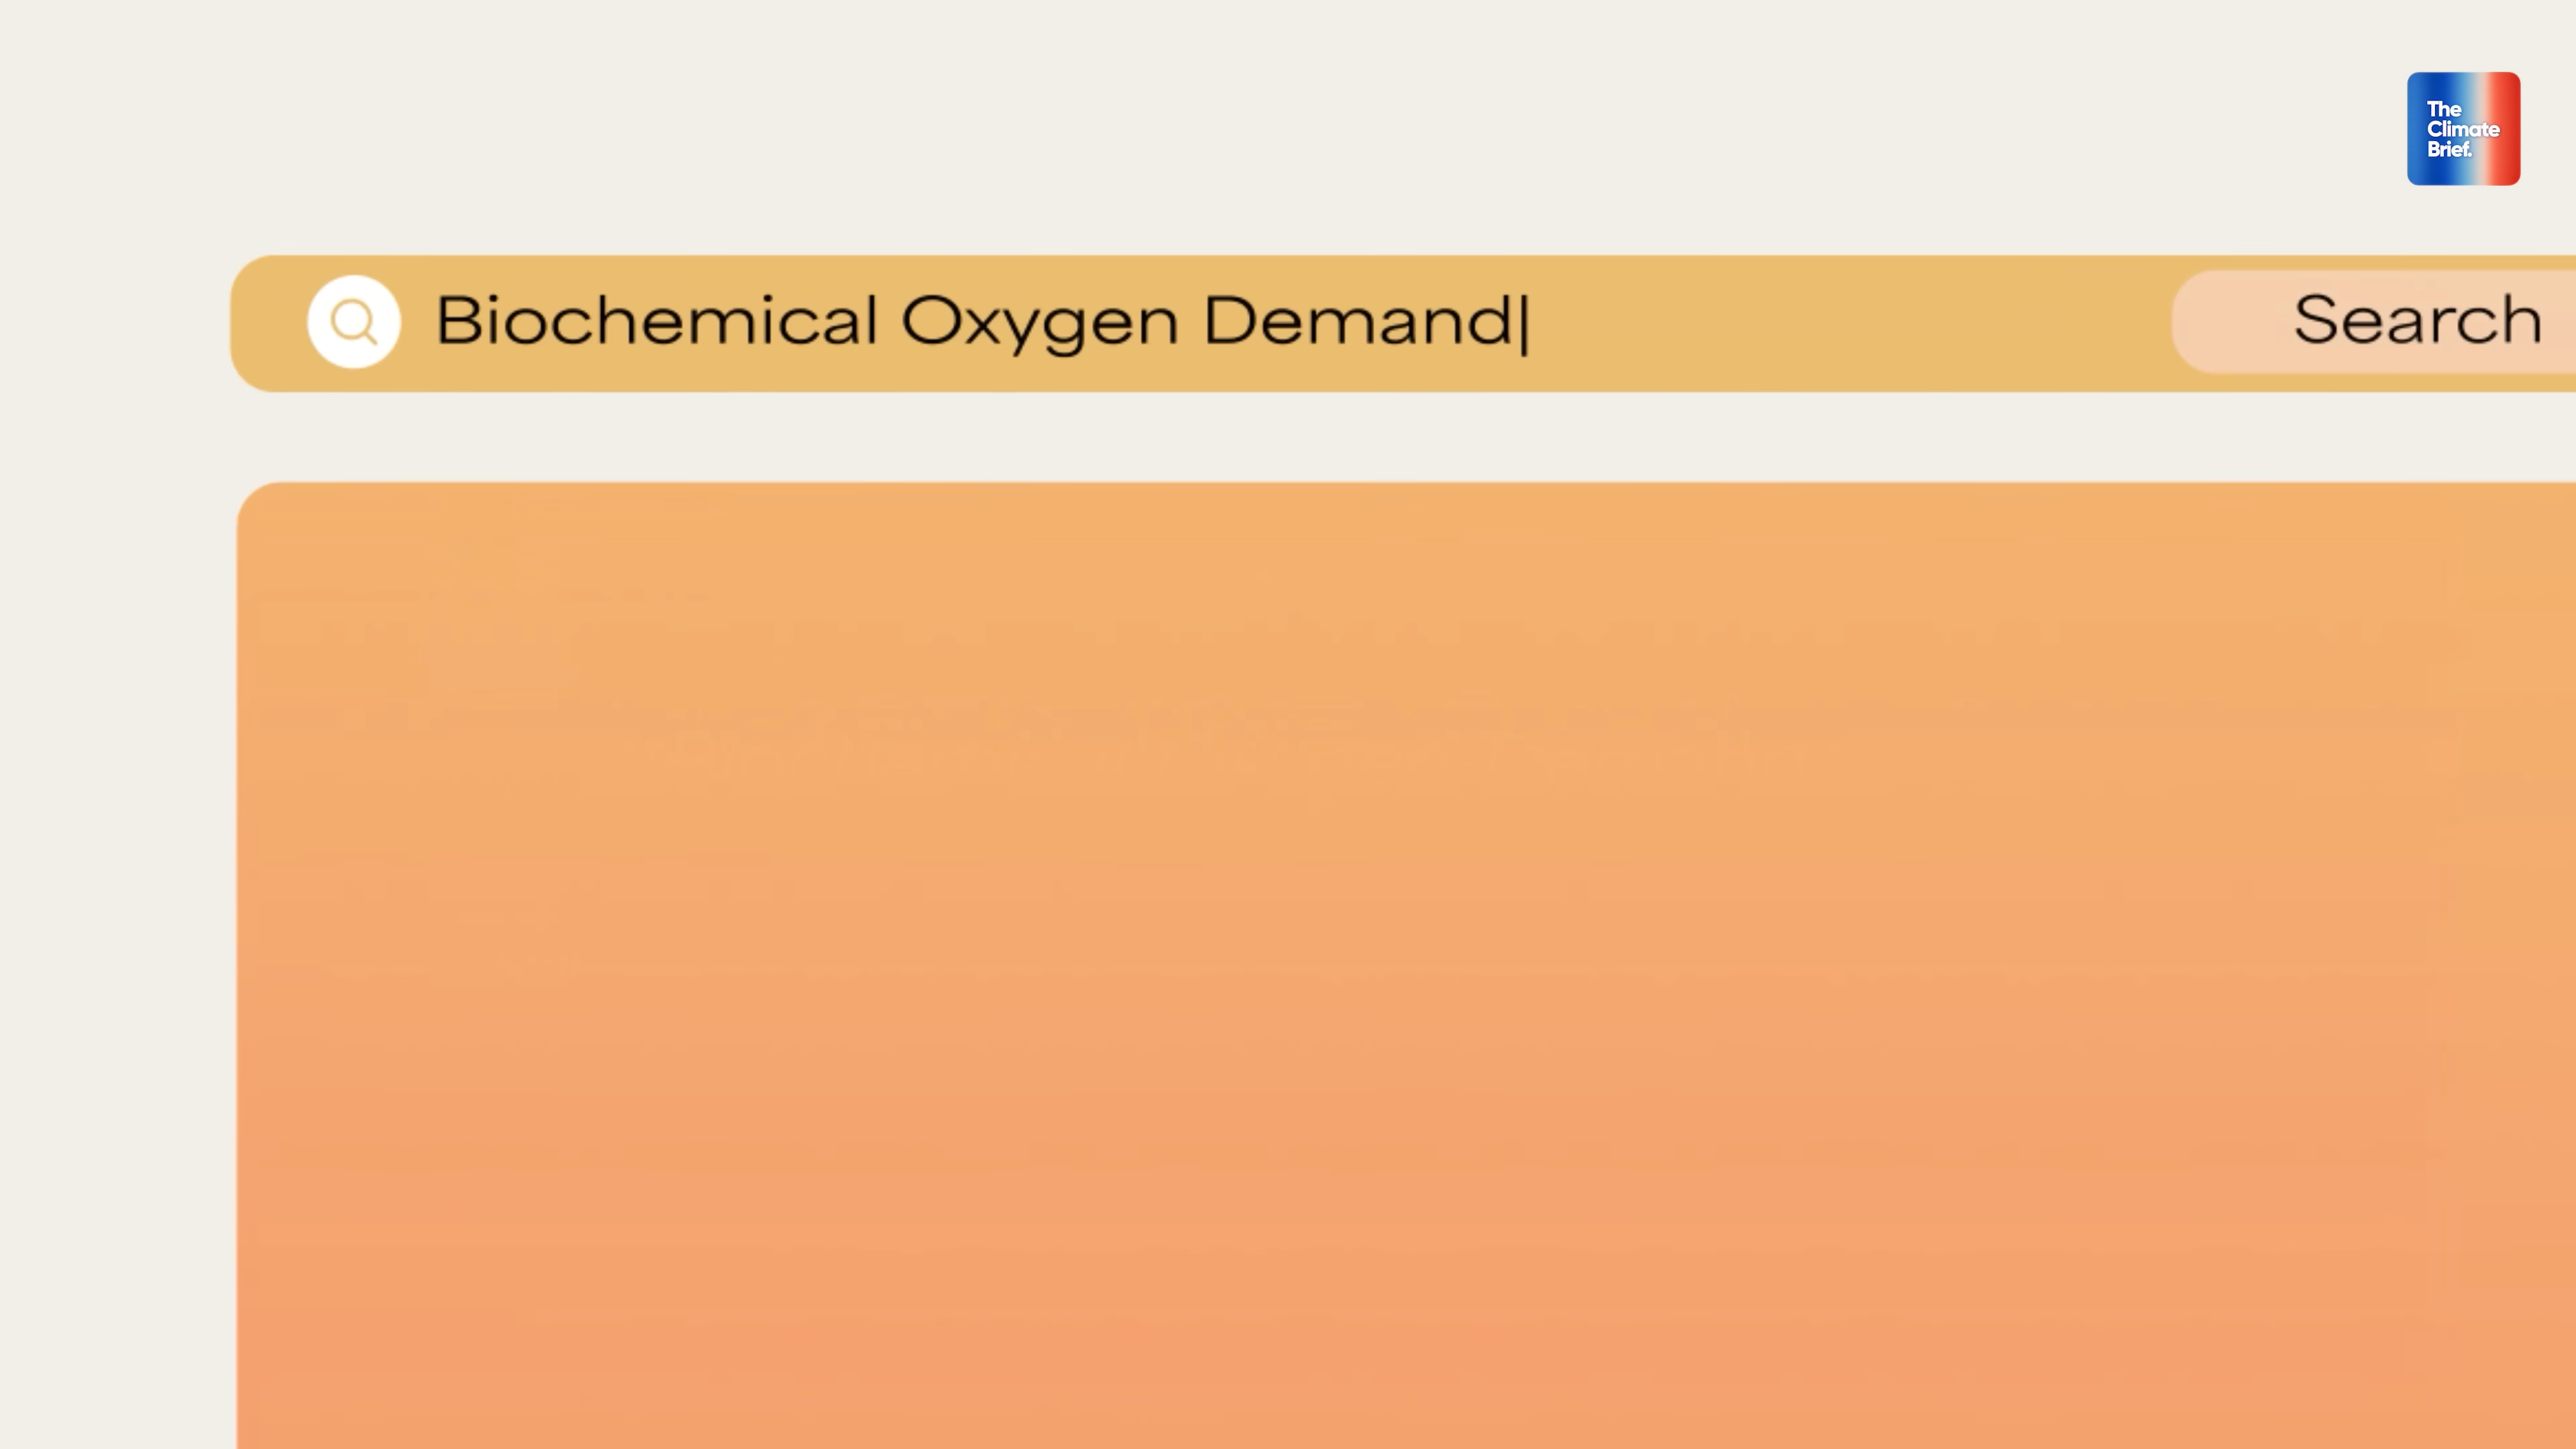 The
Climate
Brief.
Biochemical Oxygen Demand|
Search